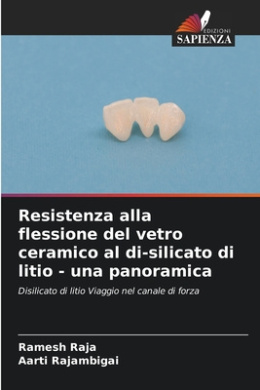 EDIZIONI
SAPIENZA
Resistenza alla
flessione del vetro
ceramico al di-silicato di
litio - una panoramica
Disilicato di litio Viaggio nel canale di forza
Ramesh Raja
Aarti Rajambigai